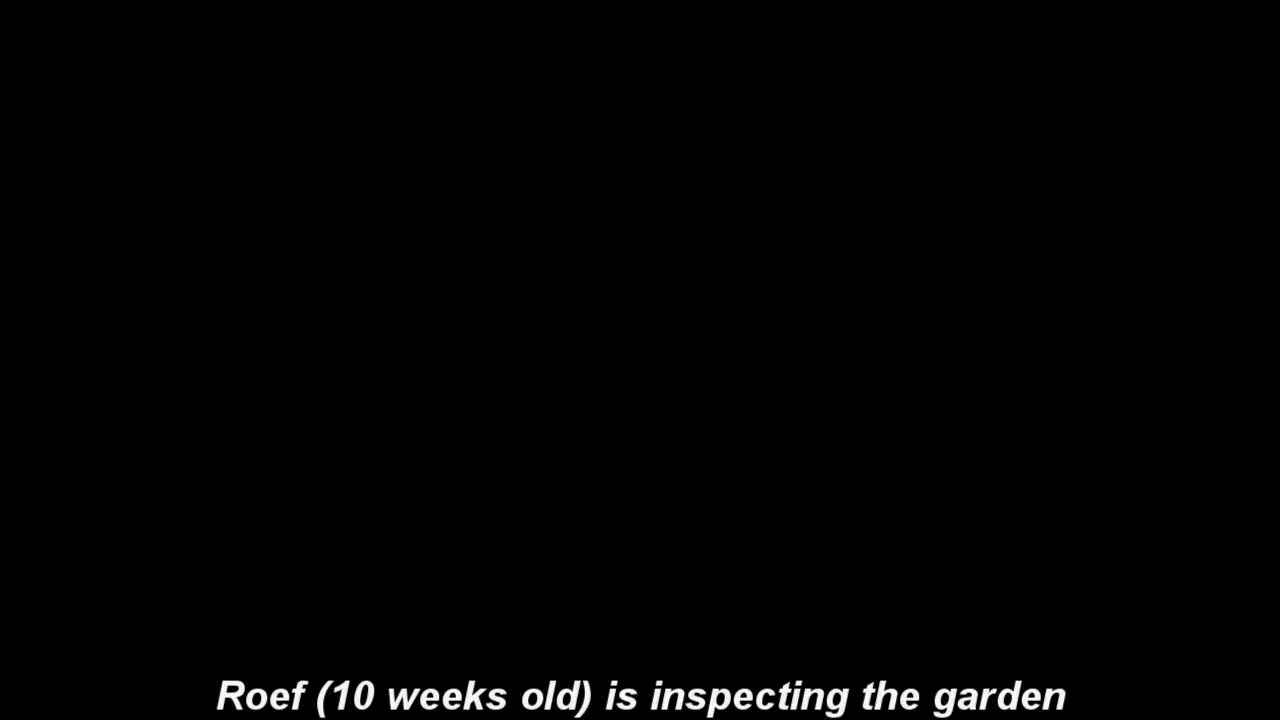 Roef (10 weeks old) is inspecting the garden